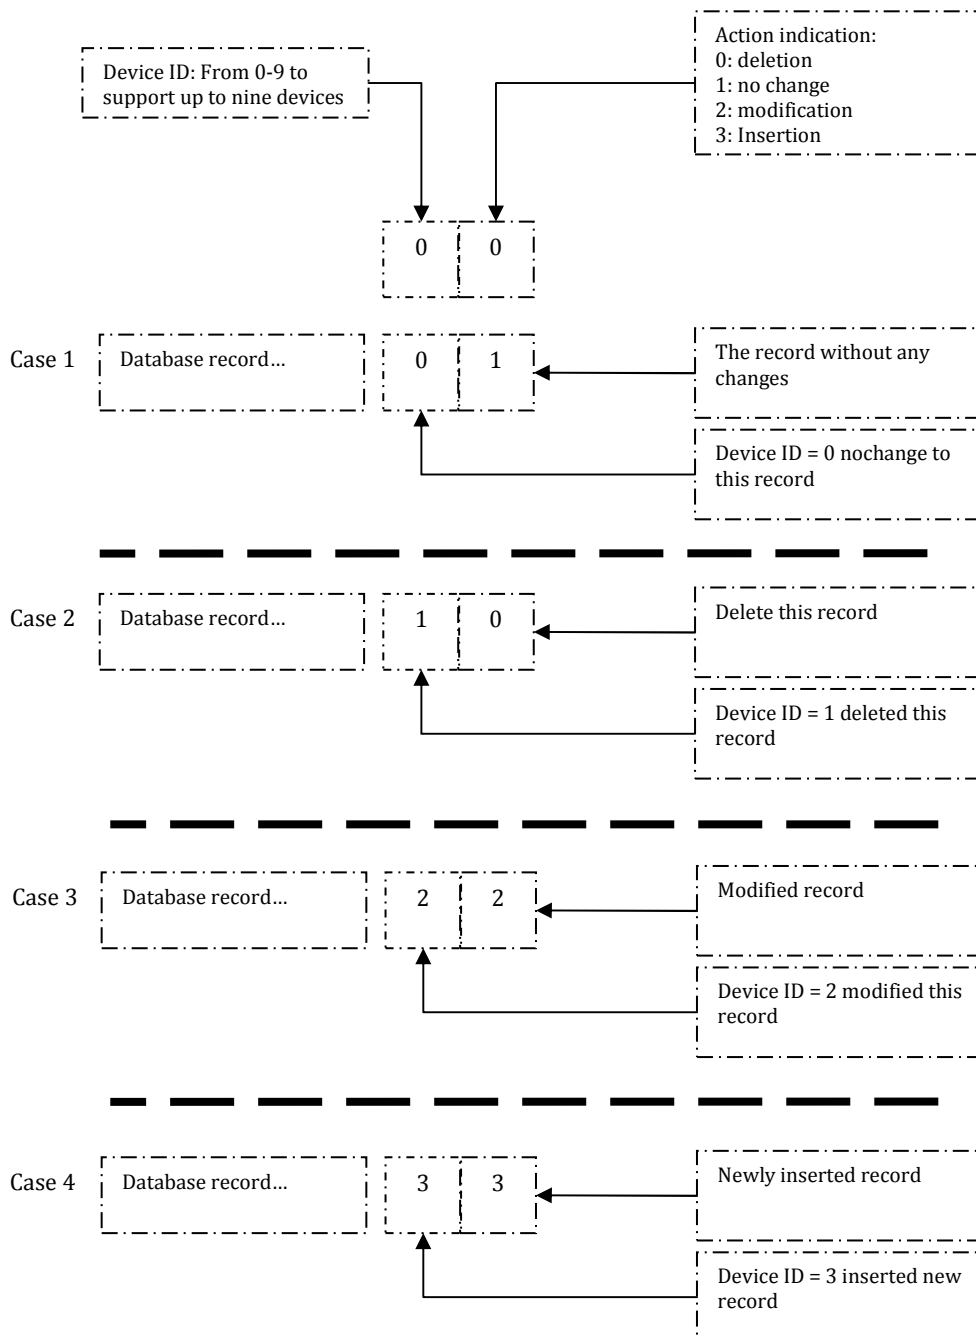 Device ID: From 0-9 to
support up to nine devices
Action indication:
0: deletion
1: no change
2: modification
3: Insertion
0 0
Case 1
Database record...
0 1
The record without any
changes
Device ID = 0 nochange to
this record
Case 2
Database record...
1 0
Delete this record
Device ID = 1 deleted this
record
Case 3
Database record...
2 2
Modified record
Device ID = 2 modified this
record
Case 4
Database record...
3 3
Newly inserted record
Device ID = 3 inserted new
record